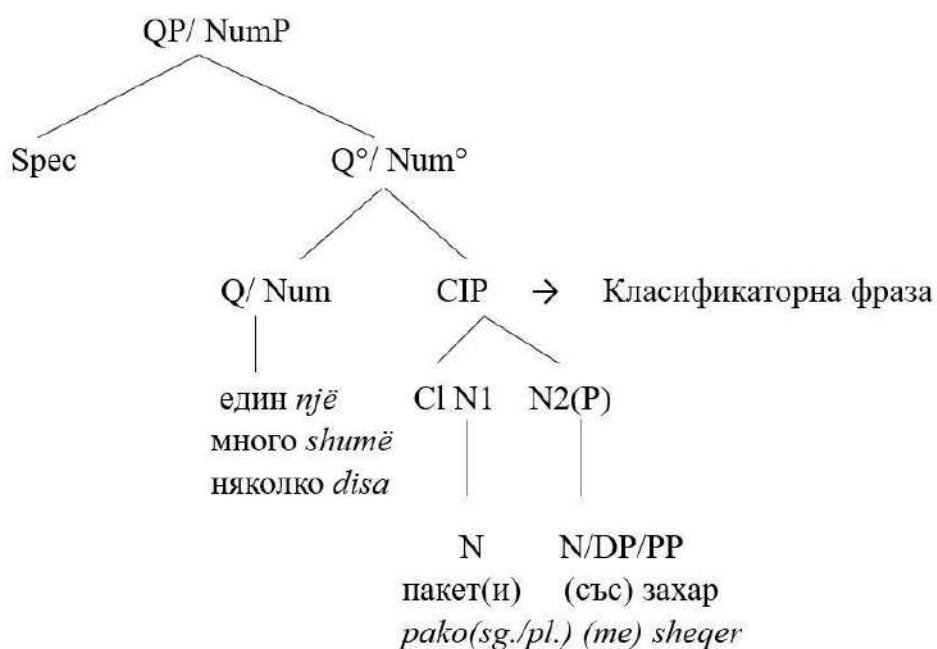 QP/ NumP
Spec Q°/ Num°
Q/ Num ClP → Класификаторна фраза
един një Cl N1 N2(P)
много shumë
няколко disa
N N/DP/PP
пакет(и) (със) захар
pako(sg./pl.) (me) sheqer